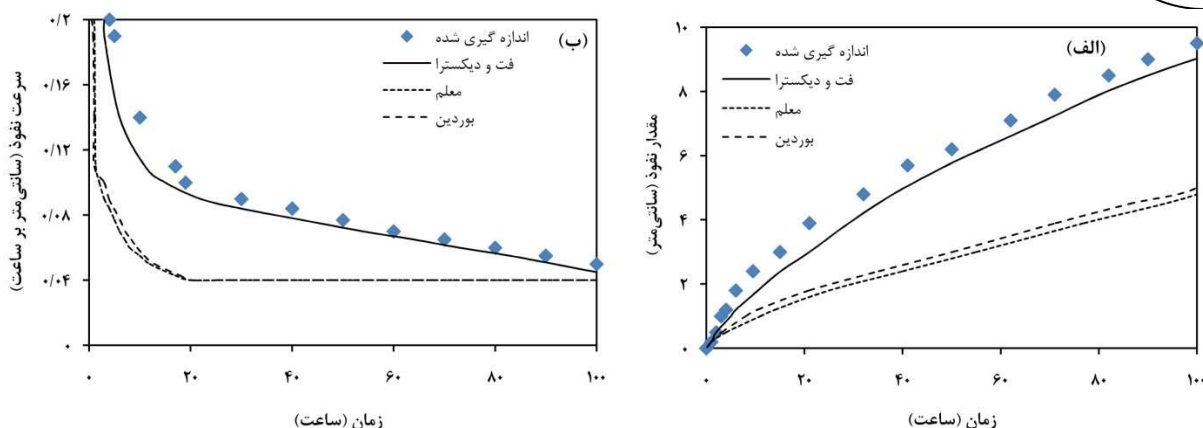 (الف)
اندازه گیری شده
فت و دیکسترا
معلم
بوردین
مقدار نفوذ (سانتی‌متر)
۱۰
۸
۶
۴
۲
۰
۰ ۲۰ ۴۰ ۶۰ ۸۰ ۱۰۰
زمان (ساعت)
(ب)
اندازه گیری شده
فت و دیکسترا
معلم
بوردین
سرعت نفوذ (سانتی‌متر بر ساعت)
۰/۲
۰/۱۶
۰/۱۲
۰/۰۸
۰/۰۴
۰
۰ ۲۰ ۴۰ ۶۰ ۸۰ ۱۰۰
زمان (ساعت)